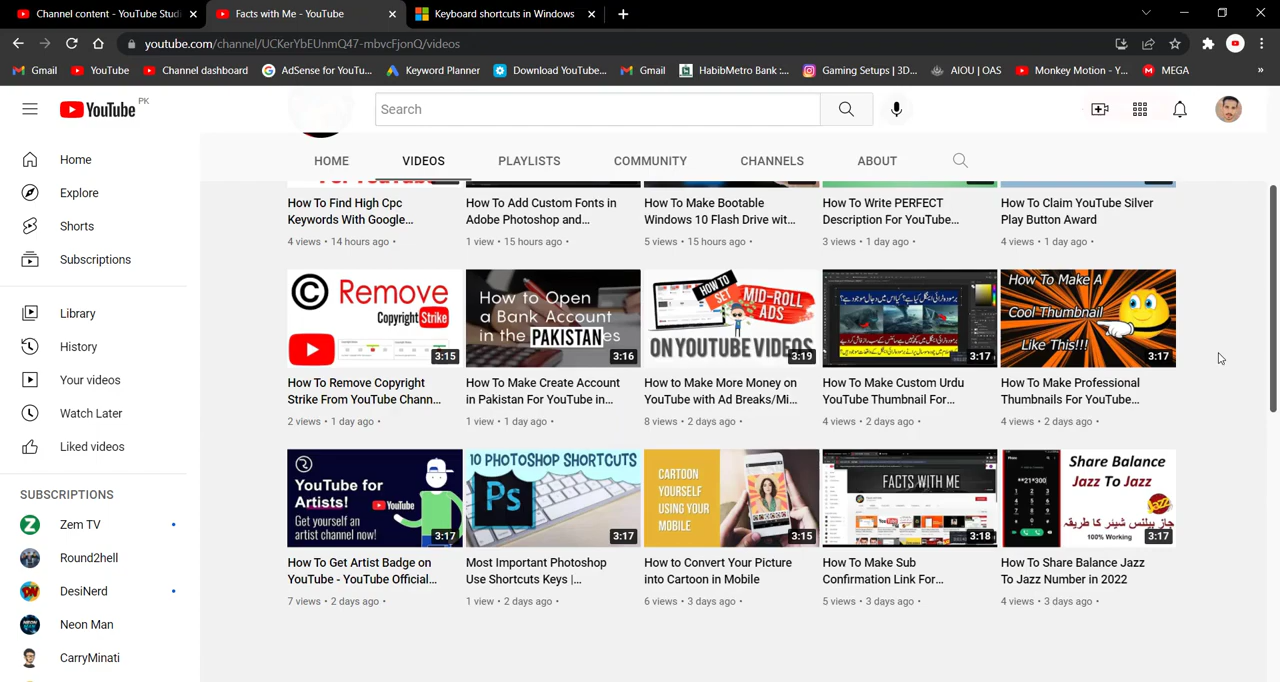 Channel content - YouTube Studi
Facts with Me - YouTube
Keyboard shortcuts in Windows
youtube.com/channel/UCKerYbEUnmQ47-mbvcFjonQ/videos
Gmail
YouTube
Channel dashboard
AdSense for YouTu...
Keyword Planner
Download YouTube...
Gmail
HabibMetro Bank :...
Gaming Setups | 3D...
AIOU | OAS
Monkey Motion - Y...
MEGA
»
YouTube PK
Search
HOME
VIDEOS
PLAYLISTS
COMMUNITY
CHANNELS
ABOUT
Home
Explore
Shorts
Subscriptions
Library
History
Your videos
Watch Later
Liked videos
SUBSCRIPTIONS
Zem TV
Round2hell
DesiNerd
Neon Man
CarryMinati
How To Find High Cpc
Keywords With Google...
4 views • 14 hours ago •
How To Add Custom Fonts in
Adobe Photoshop and...
1 view • 15 hours ago •
How To Make Bootable
Windows 10 Flash Drive wit...
5 views • 15 hours ago •
How To Write PERFECT
Description For YouTube...
3 views • 1 day ago •
How To Claim YouTube Silver
Play Button Award
4 views • 1 day ago •
© Remove
Copyright Strike
3:15
How To Remove Copyright
Strike From YouTube Chann...
2 views • 1 day ago •
How to Open
a Bank Account
in the PAKISTANes
3:16
How To Make Create Account
in Pakistan For YouTube in...
1 view • 1 day ago •
HOW TO
SET
MID-ROLL
ADS
ON YOUTUBE VIDEOS
3:19
How to Make More Money on
YouTube with Ad Breaks/Mi...
8 views • 2 days ago •
3:17
How To Make Custom Urdu
YouTube Thumbnail For...
4 views • 2 days ago •
How To Make A
Cool Thumbnail
Like This!!!
3:17
How To Make Professional
Thumbnails For YouTube...
4 views • 2 days ago •
YouTube for
Artists!
Get yourself an
artist channel now!
YouTube
3:17
How To Get Artist Badge on
YouTube - YouTube Official...
7 views • 2 days ago •
10 PHOTOSHOP SHORTCUTS
Ps
3:17
Most Important Photoshop
Use Shortcuts Keys |...
1 view • 2 days ago •
CARTOON
YOURSELF
USING YOUR
MOBILE
3:15
How to Convert Your Picture
into Cartoon in Mobile
6 views • 3 days ago •
FACTS WITH ME
3:18
How To Make Sub
Confirmation Link For...
5 views • 3 days ago •
Share Balance
Jazz To Jazz
**21*300
Jazz
جاز بیلنس شیئر کا طریقہ
100% Working
3:17
How To Share Balance Jazz
To Jazz Number in 2022
4 views • 3 days ago •